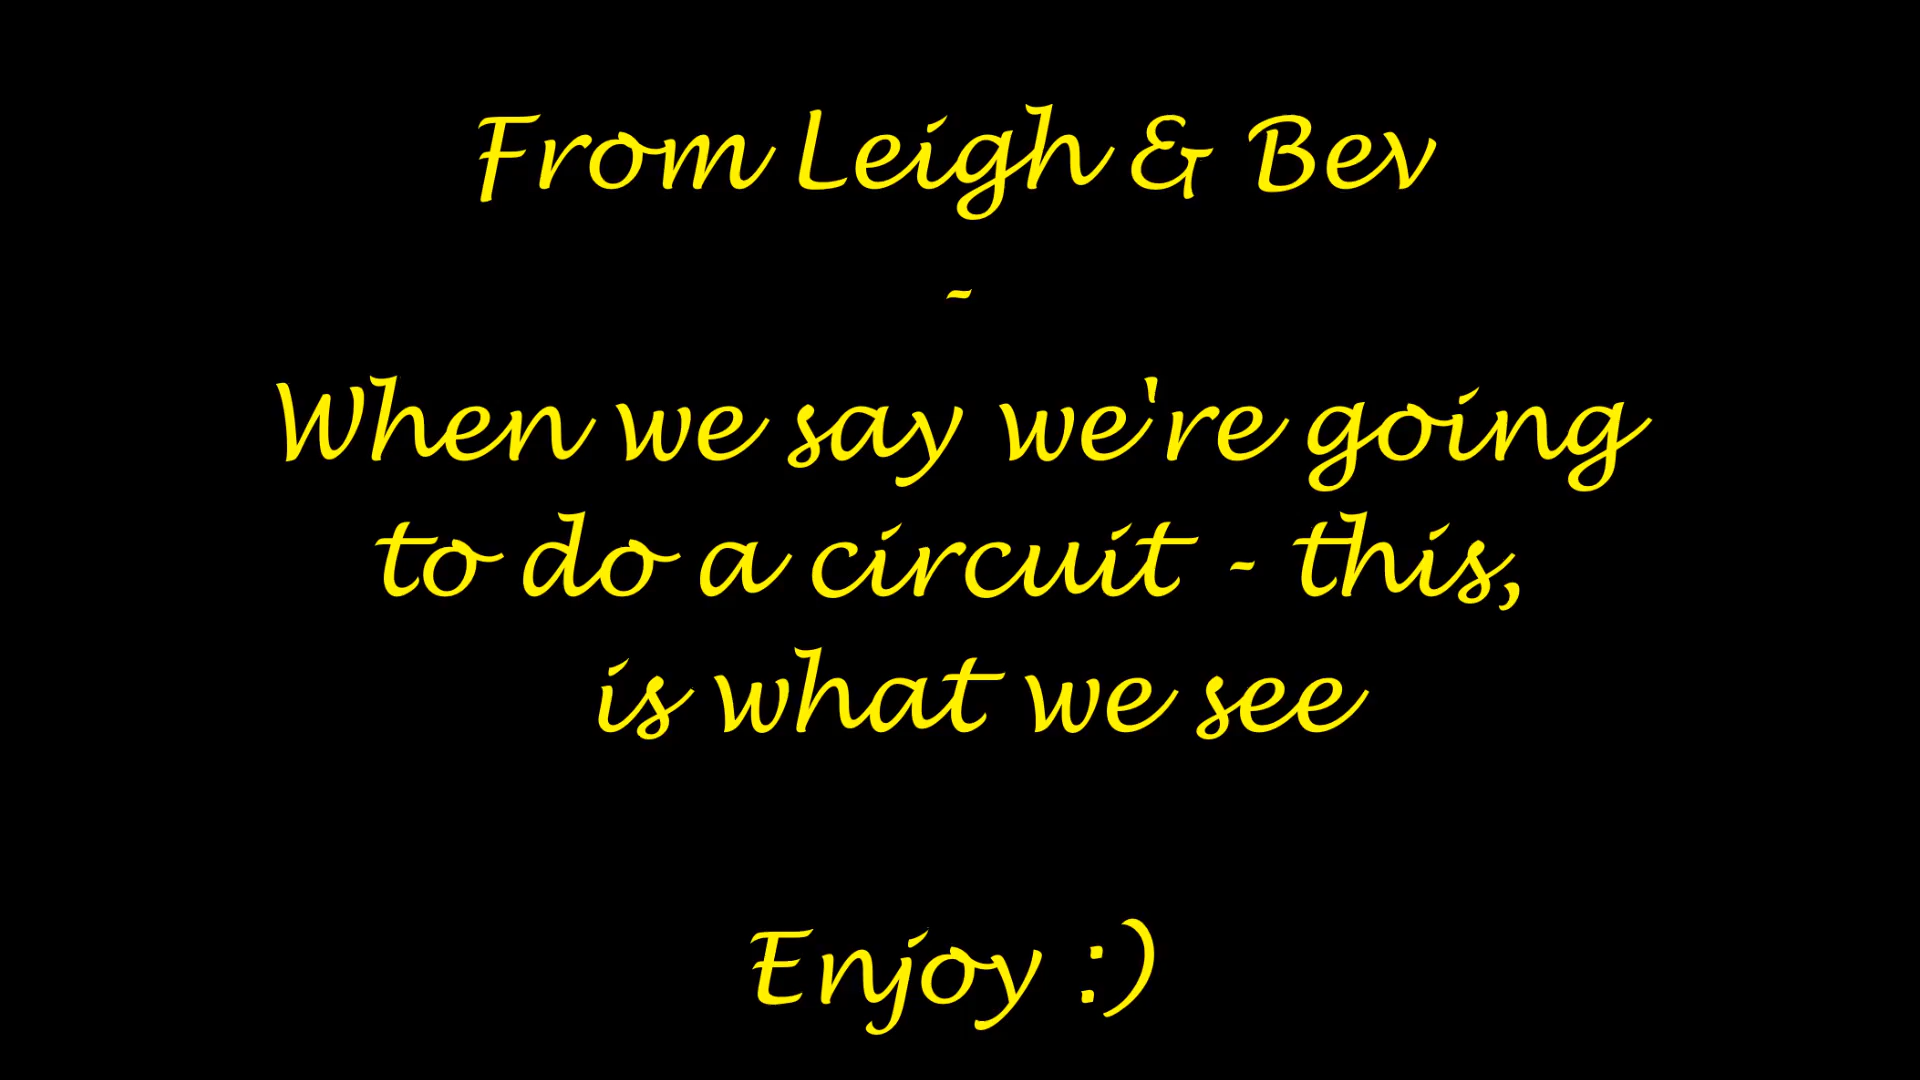 From Leigh & Bev
-
When we say we're going
to do a circuit - this,
is what we see
Enjoy :)